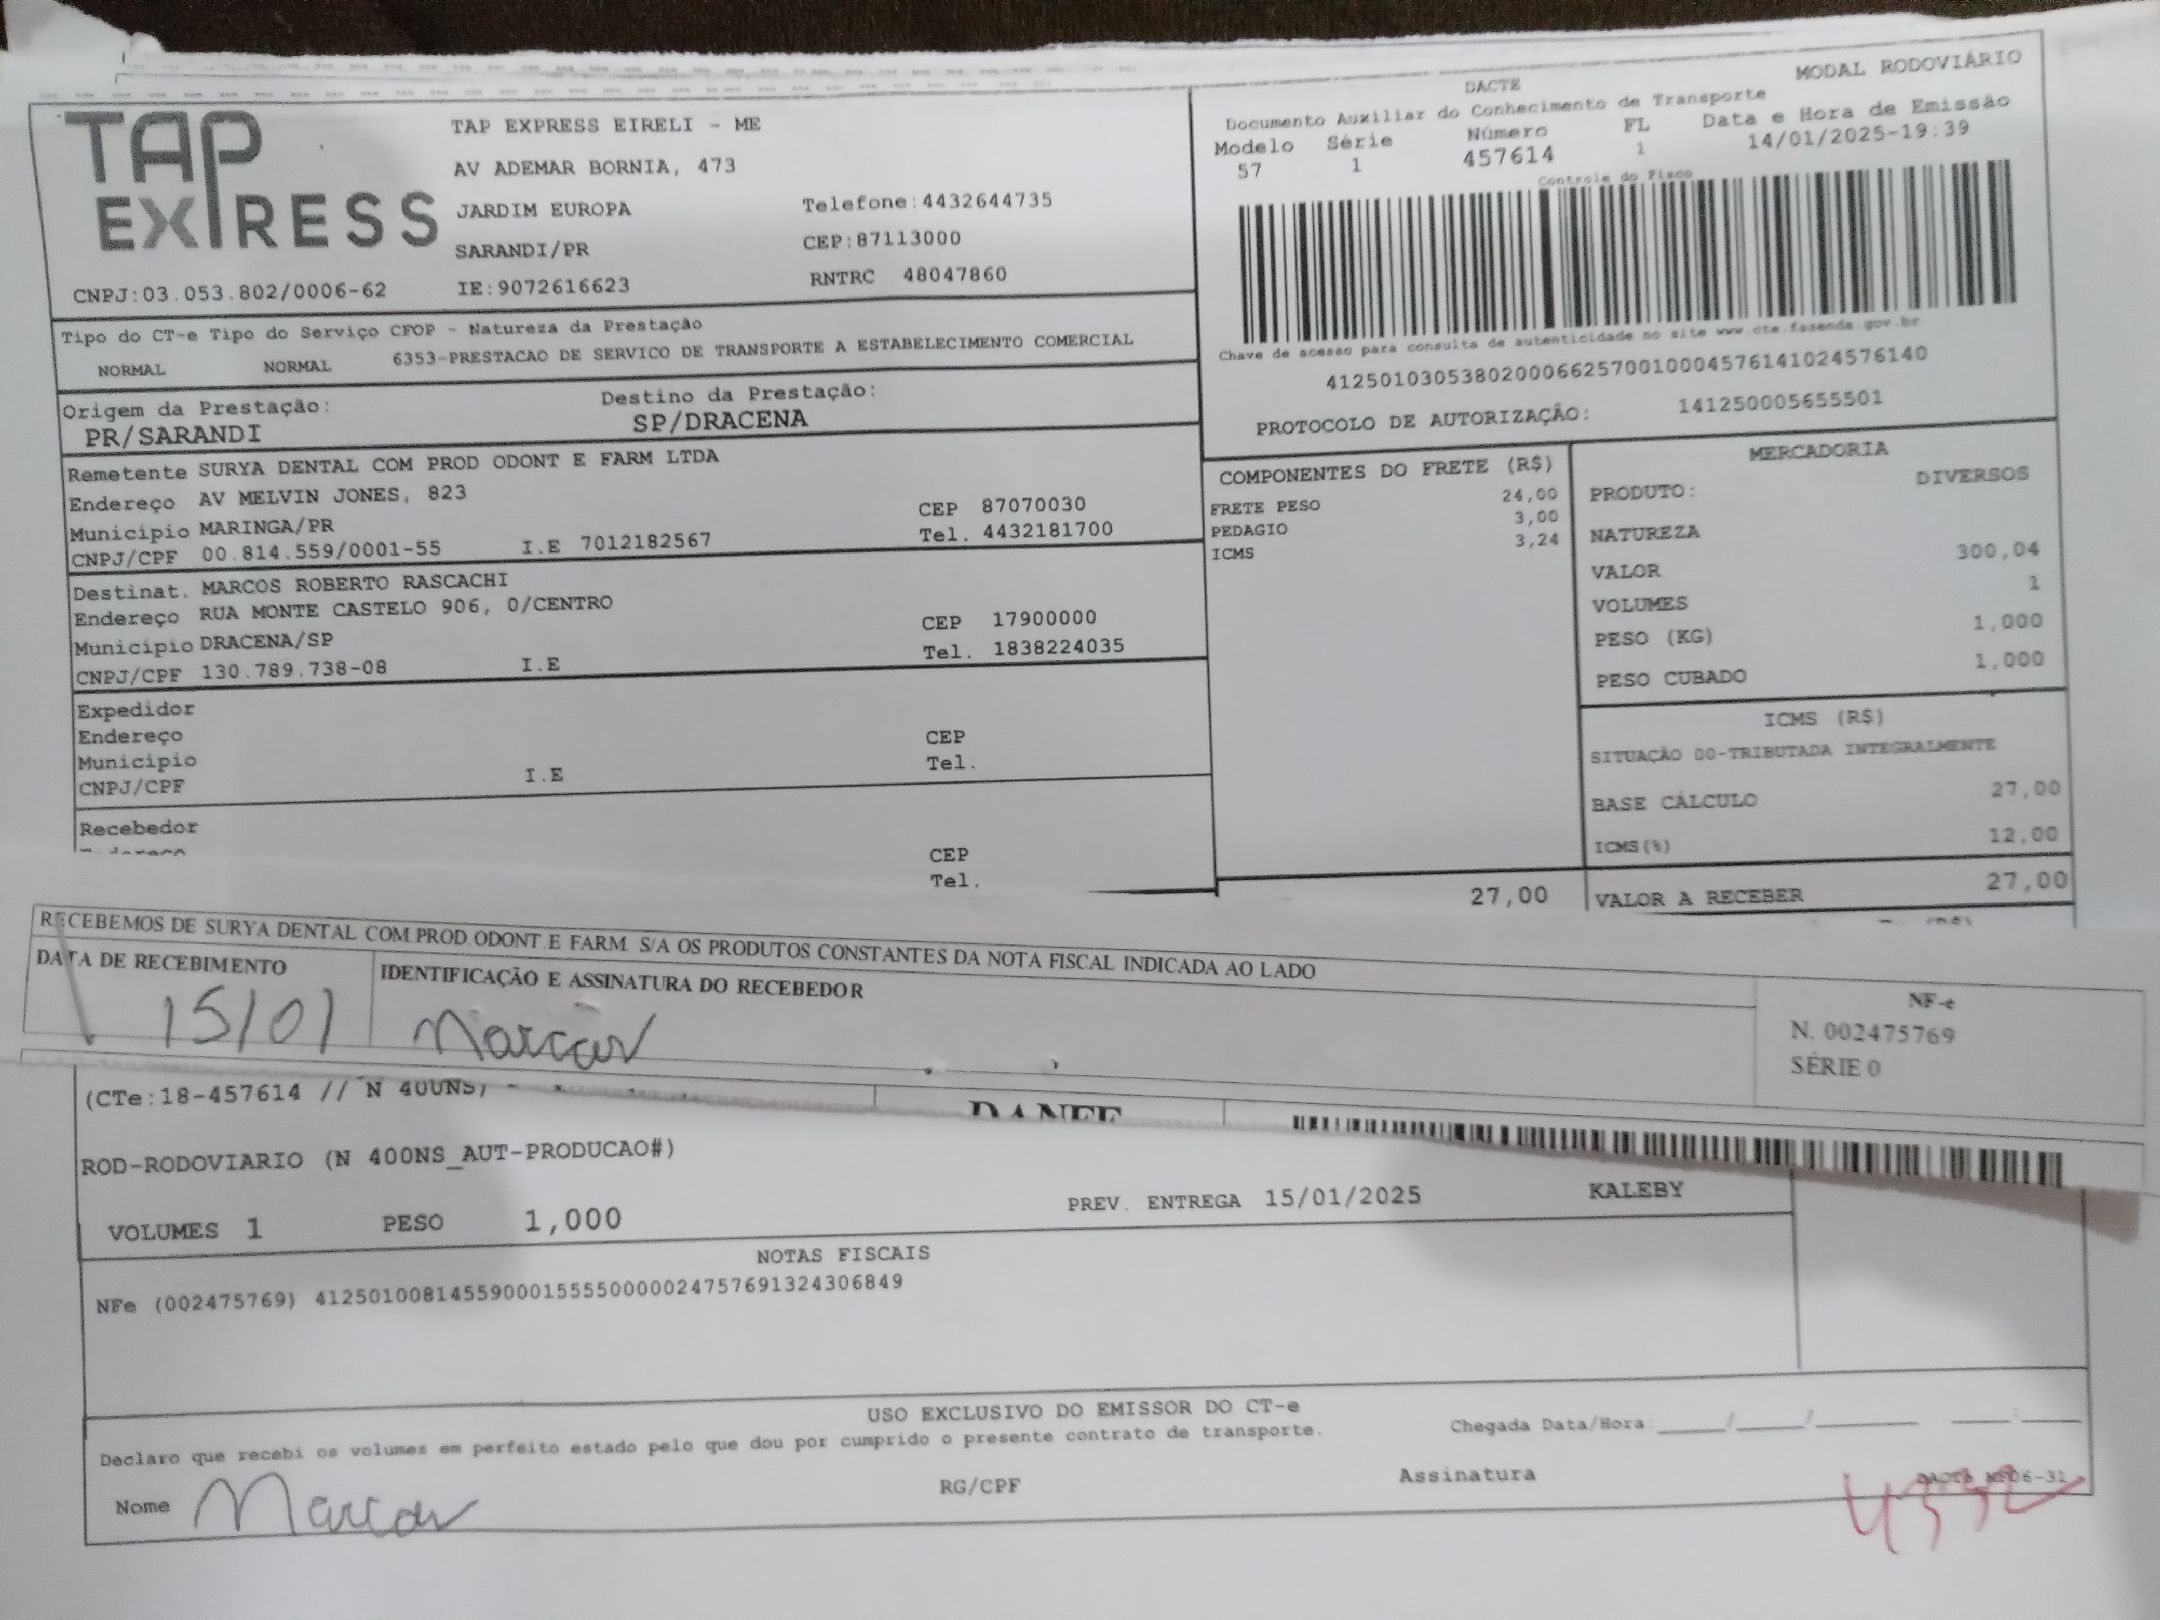 TAP EXPRESS
TAP EXPRESS EIRELI - ME
AV ADEMAR BORNIA, 473
JARDIM EUROPA Telefone:4432644735
SARANDI/PR CEP:87113000
CNPJ:03.053.802/0006-62 IE:9072616623 RNTRC 48047860
DACTE MODAL RODOVIÁRIO
Documento Auxiliar do Conhecimento de Transporte
Modelo Série Número FL Data e Hora de Emissão
57 1 457614 1 14/01/2025-19:39
Controle do Fisco
Chave de acesso para consulta de autenticidade no site www.cte.fazenda.gov.br
41250103053802000662570010004576141024576140
PROTOCOLO DE AUTORIZAÇÃO: 141250005655501
Tipo do CT-e Tipo do Serviço CFOP - Natureza da Prestação
NORMAL NORMAL 6353-PRESTACAO DE SERVICO DE TRANSPORTE A ESTABELECIMENTO COMERCIAL
Origem da Prestação: Destino da Prestação:
PR/SARANDI SP/DRACENA
Remetente SURYA DENTAL COM PROD ODONT E FARM LTDA
Endereço AV MELVIN JONES, 823 CEP 87070030
Município MARINGA/PR Tel. 4432181700
CNPJ/CPF 00.814.559/0001-55 I.E 7012182567
Destinat. MARCOS ROBERTO RASCACHI
Endereço RUA MONTE CASTELO 906, 0/CENTRO CEP 17900000
Município DRACENA/SP Tel. 1838224035
CNPJ/CPF 130.789.738-08 I.E
Expedidor
Endereço CEP
Município Tel.
CNPJ/CPF I.E
Recebedor
Endereço CEP
Tel.
COMPONENTES DO FRETE (R$)
FRETE PESO 24,00
PEDAGIO 3,00
ICMS 3,24
27,00
MERCADORIA
PRODUTO: DIVERSOS
NATUREZA
VALOR 300,04
VOLUMES 1
PESO (KG) 1,000
PESO CUBADO 1,000
ICMS (R$)
SITUAÇÃO 00-TRIBUTADA INTEGRALMENTE
BASE CÁLCULO 27,00
ICMS(%) 12,00
VALOR A RECEBER 27,00
RECEBEMOS DE SURYA DENTAL COM PROD.ODONT E FARM. S/A OS PRODUTOS CONSTANTES DA NOTA FISCAL INDICADA AO LADO
DATA DE RECEBIMENTO IDENTIFICAÇÃO E ASSINATURA DO RECEBEDOR
15/01 Marcos
NF-e
N. 002475769
SÉRIE 0
(CTe:18-457614 // N 400NS)
DANFE
ROD-RODOVIARIO (N 400NS_AUT-PRODUCAO#)
VOLUMES 1 PESO 1,000 PREV. ENTREGA 15/01/2025 KALEBY
NOTAS FISCAIS
NFe (002475769) 41250100814559000155550000024757691324306849
USO EXCLUSIVO DO EMISSOR DO CT-e
Declaro que recebi os volumes em perfeito estado pelo que dou por cumprido o presente contrato de transporte.
Chegada Data/Hora:____/____/______ ____:____
Nome Marcos RG/CPF Assinatura